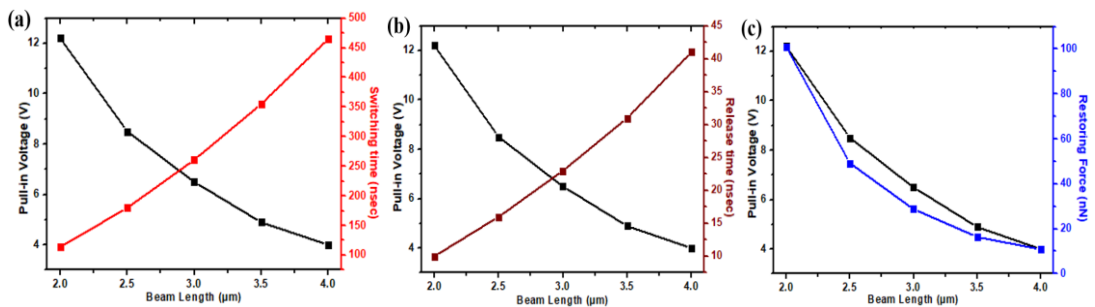 (a)
12
10
8
6
4
Pull-in Voltage (V)
2.0 2.5 3.0 3.5 4.0
Beam Length (μm)
500
450
400
350
300
250
200
150
100
Switching time (nsec)
(b)
12
10
8
6
4
Pull-in Voltage (V)
2.0 2.5 3.0 3.5 4.0
Beam Length (μm)
45
40
35
30
25
20
15
10
Release time (nsec)
(c)
12
10
8
6
4
Pull-in Voltage (V)
2.0 2.5 3.0 3.5 4.0
Beam Length (μm)
100
80
60
40
20
0
Restoring Force (nN)